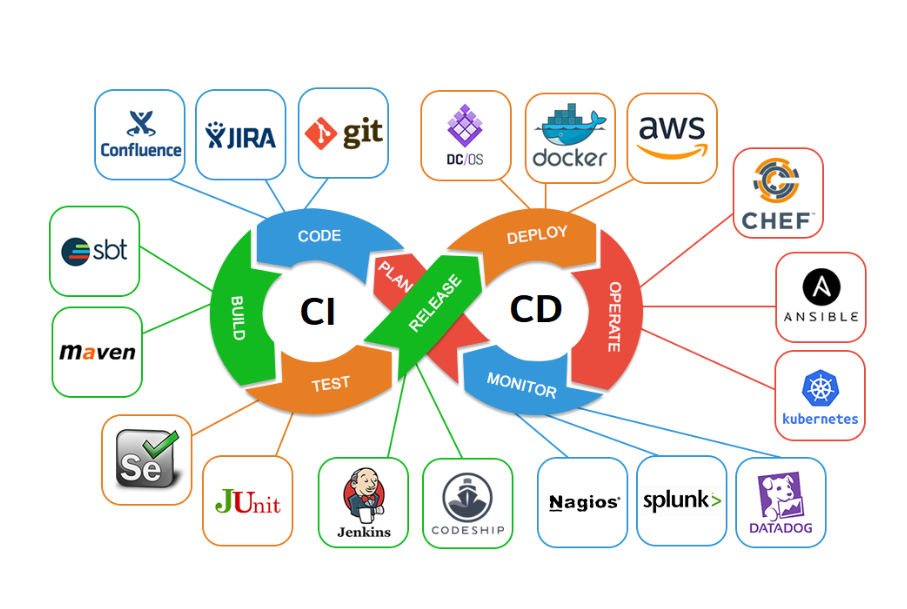 Confluence
JIRA
git
DC/OS
docker
aws
CHEF™
sbt
CODE
DEPLOY
ANSIBLE
PLAN
RELEASE
BUILD
CI
CD
OPERATE
maven
TEST
MONITOR
kubernetes
Se
JUnit
Jenkins
CODESHIP
Nagios®
splunk>
DATADOG